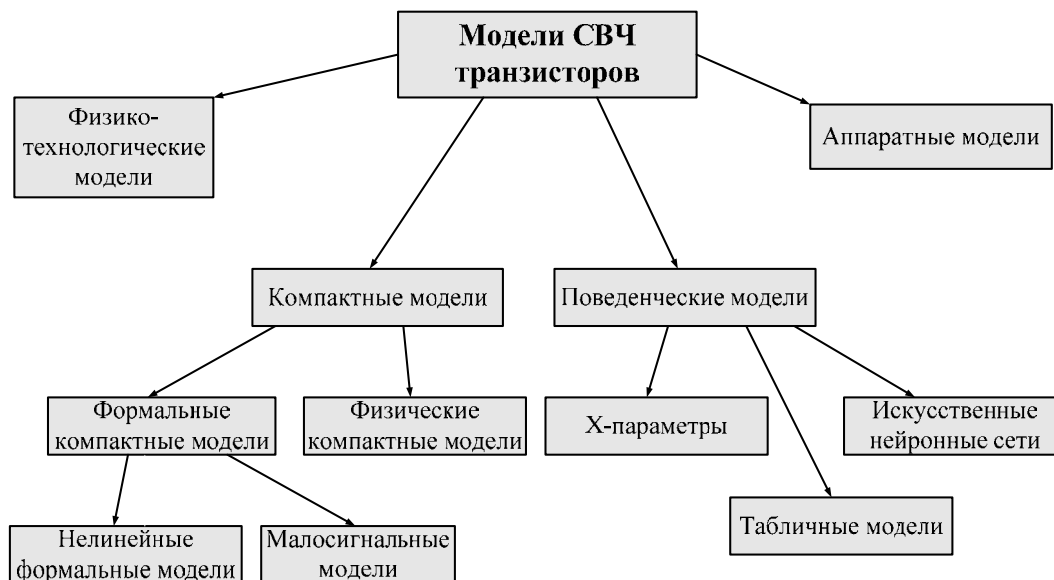 Модели СВЧ
транзисторов
Физико-
технологические
модели
Аппаратные модели
Компактные модели
Поведенческие модели
Формальные
компактные модели
Физические
компактные модели
Х-параметры
Искусственные
нейронные сети
Табличные модели
Нелинейные
формальные модели
Малосигнальные
модели